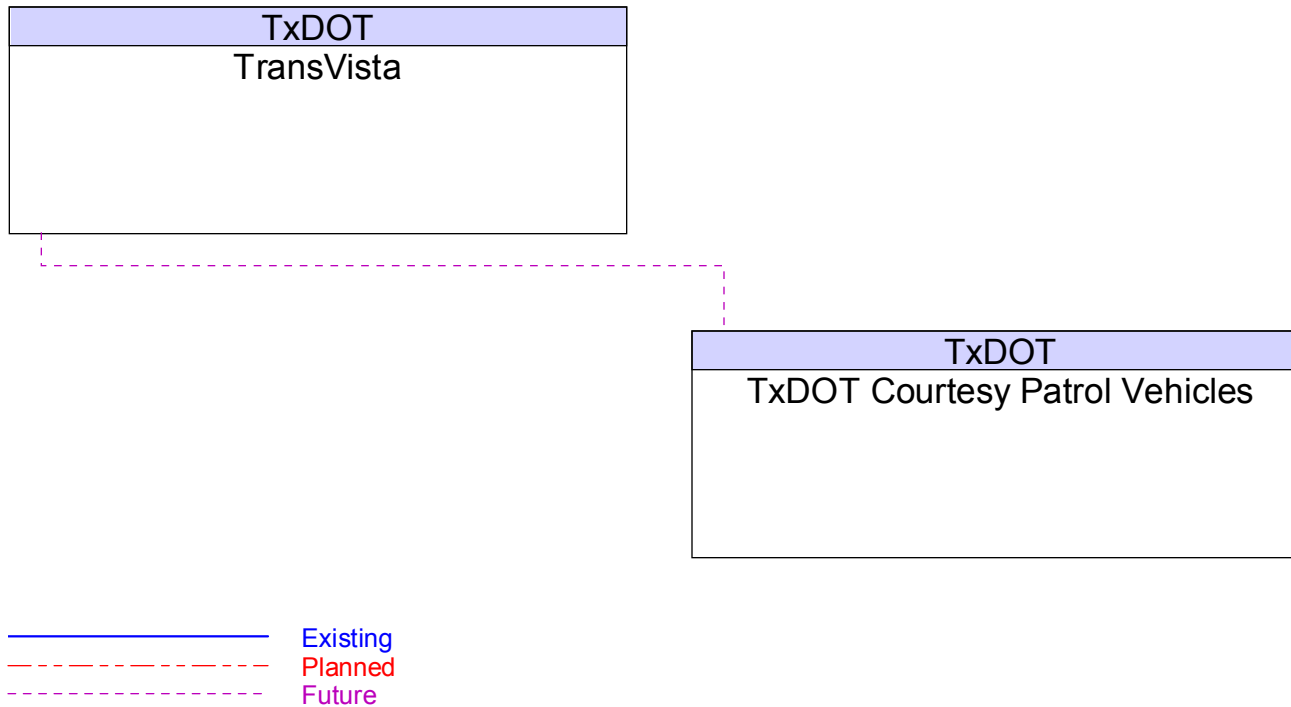 TxDOT
TransVista
TxDOT
TxDOT Courtesy Patrol Vehicles
Existing
Planned
Future